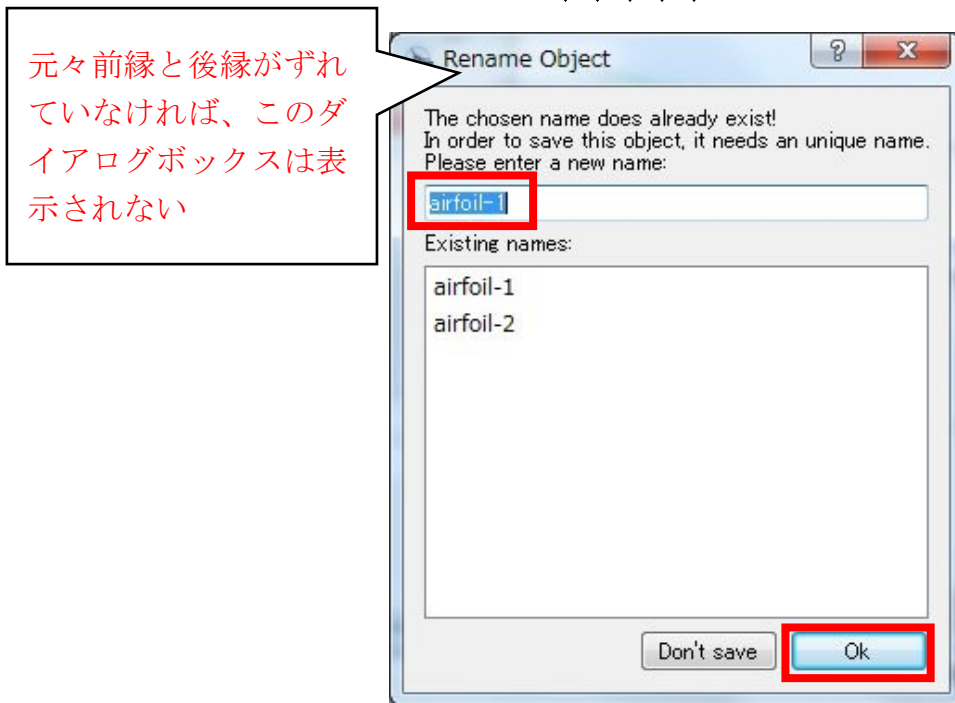 元々前縁と後縁がずれ
ていなければ、このダ
イアログボックスは表
示されない
Rename Object
The chosen name does already exist!
In order to save this object, it needs an unique name.
Please enter a new name:
airfoil-1
Existing names:
airfoil-1
airfoil-2
Don't save
Ok